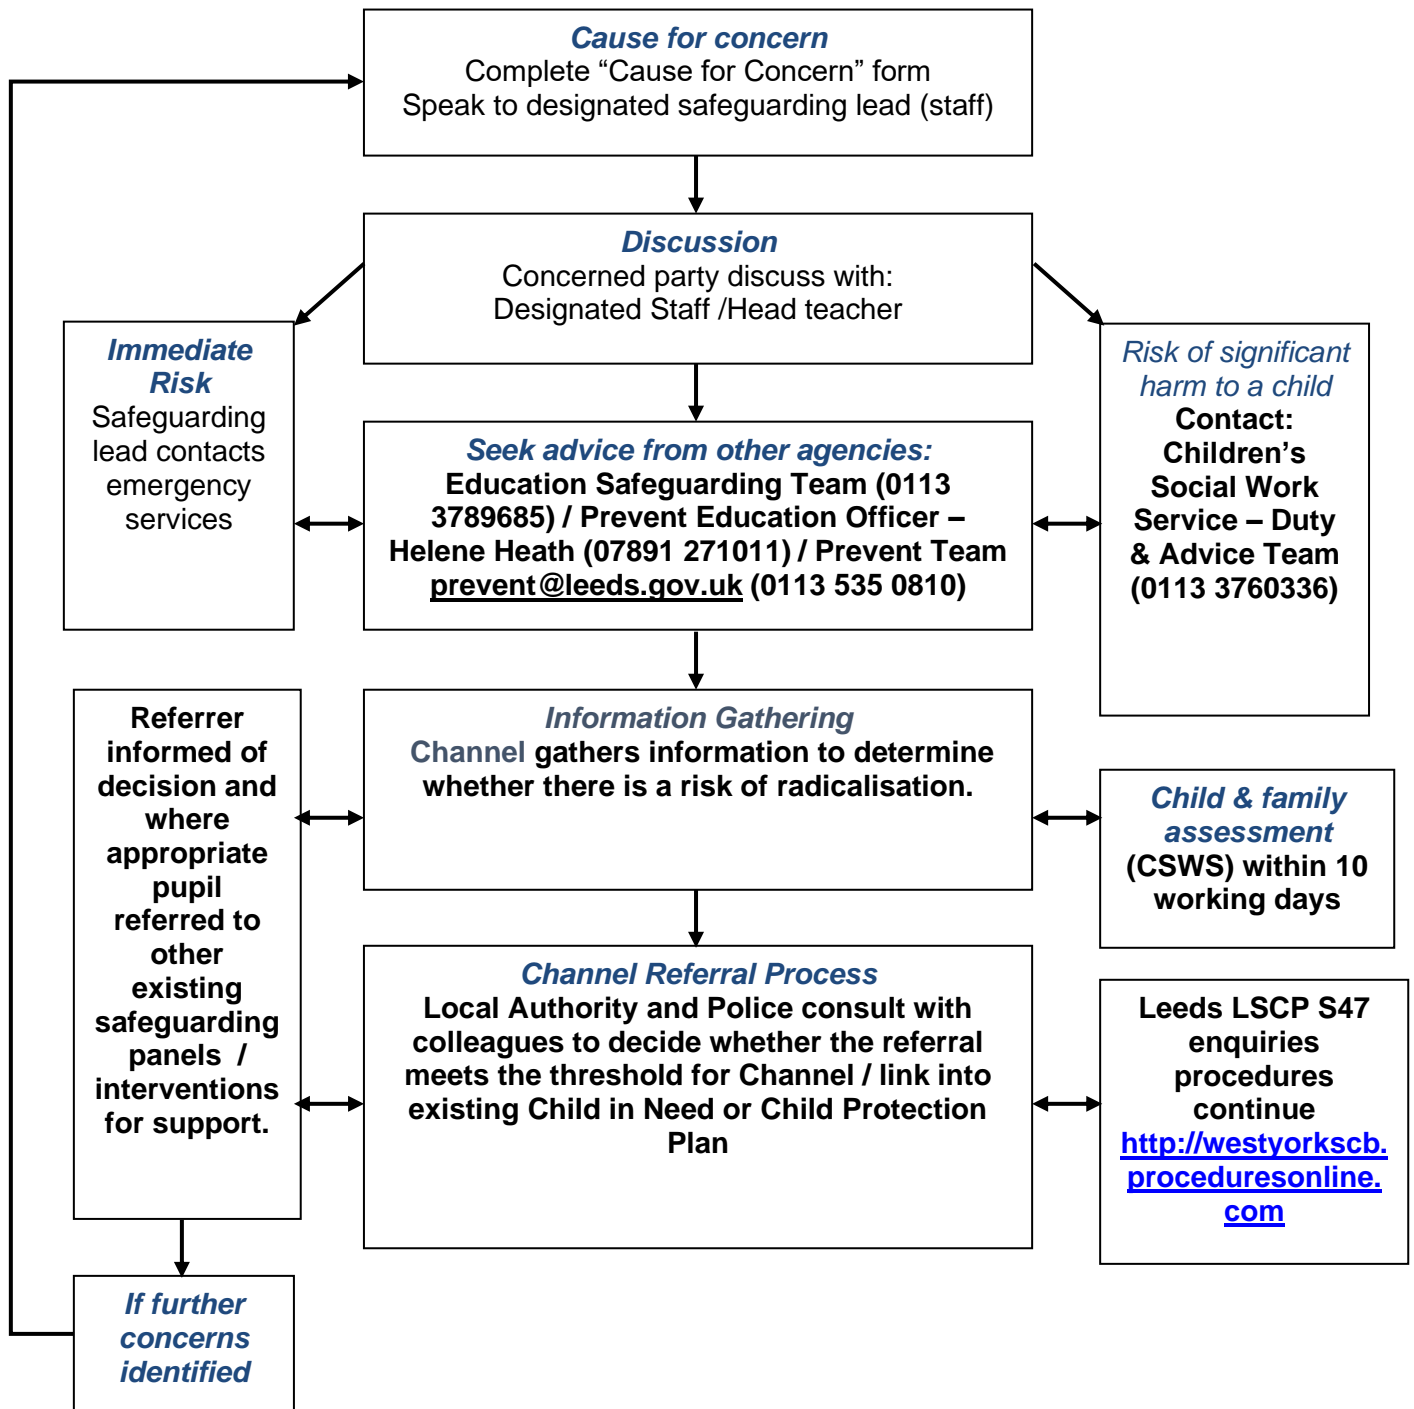 Cause for concern
Complete “Cause for Concern” form
Speak to designated safeguarding lead (staff)
Discussion
Concerned party discuss with:
Designated Staff /Head teacher
Immediate
Risk
Safeguarding
lead contacts
emergency
services
Seek advice from other agencies:
Education Safeguarding Team (0113
3789685) / Prevent Education Officer –
Helene Heath (07891 271011) / Prevent Team
prevent@leeds.gov.uk (0113 535 0810)
Risk of significant
harm to a child
Contact:
Children’s
Social Work
Service – Duty
& Advice Team
(0113 3760336)
Referrer
informed of
decision and
where
appropriate
pupil
referred to
other
existing
safeguarding
panels /
interventions
for support.
Information Gathering
Channel gathers information to determine
whether there is a risk of radicalisation.
Child & family
assessment
(CSWS) within 10
working days
Channel Referral Process
Local Authority and Police consult with
colleagues to decide whether the referral
meets the threshold for Channel / link into
existing Child in Need or Child Protection
Plan
Leeds LSCP S47
enquiries
procedures
continue
http://westyorkscb.
proceduresonline.
com
If further
concerns
identified